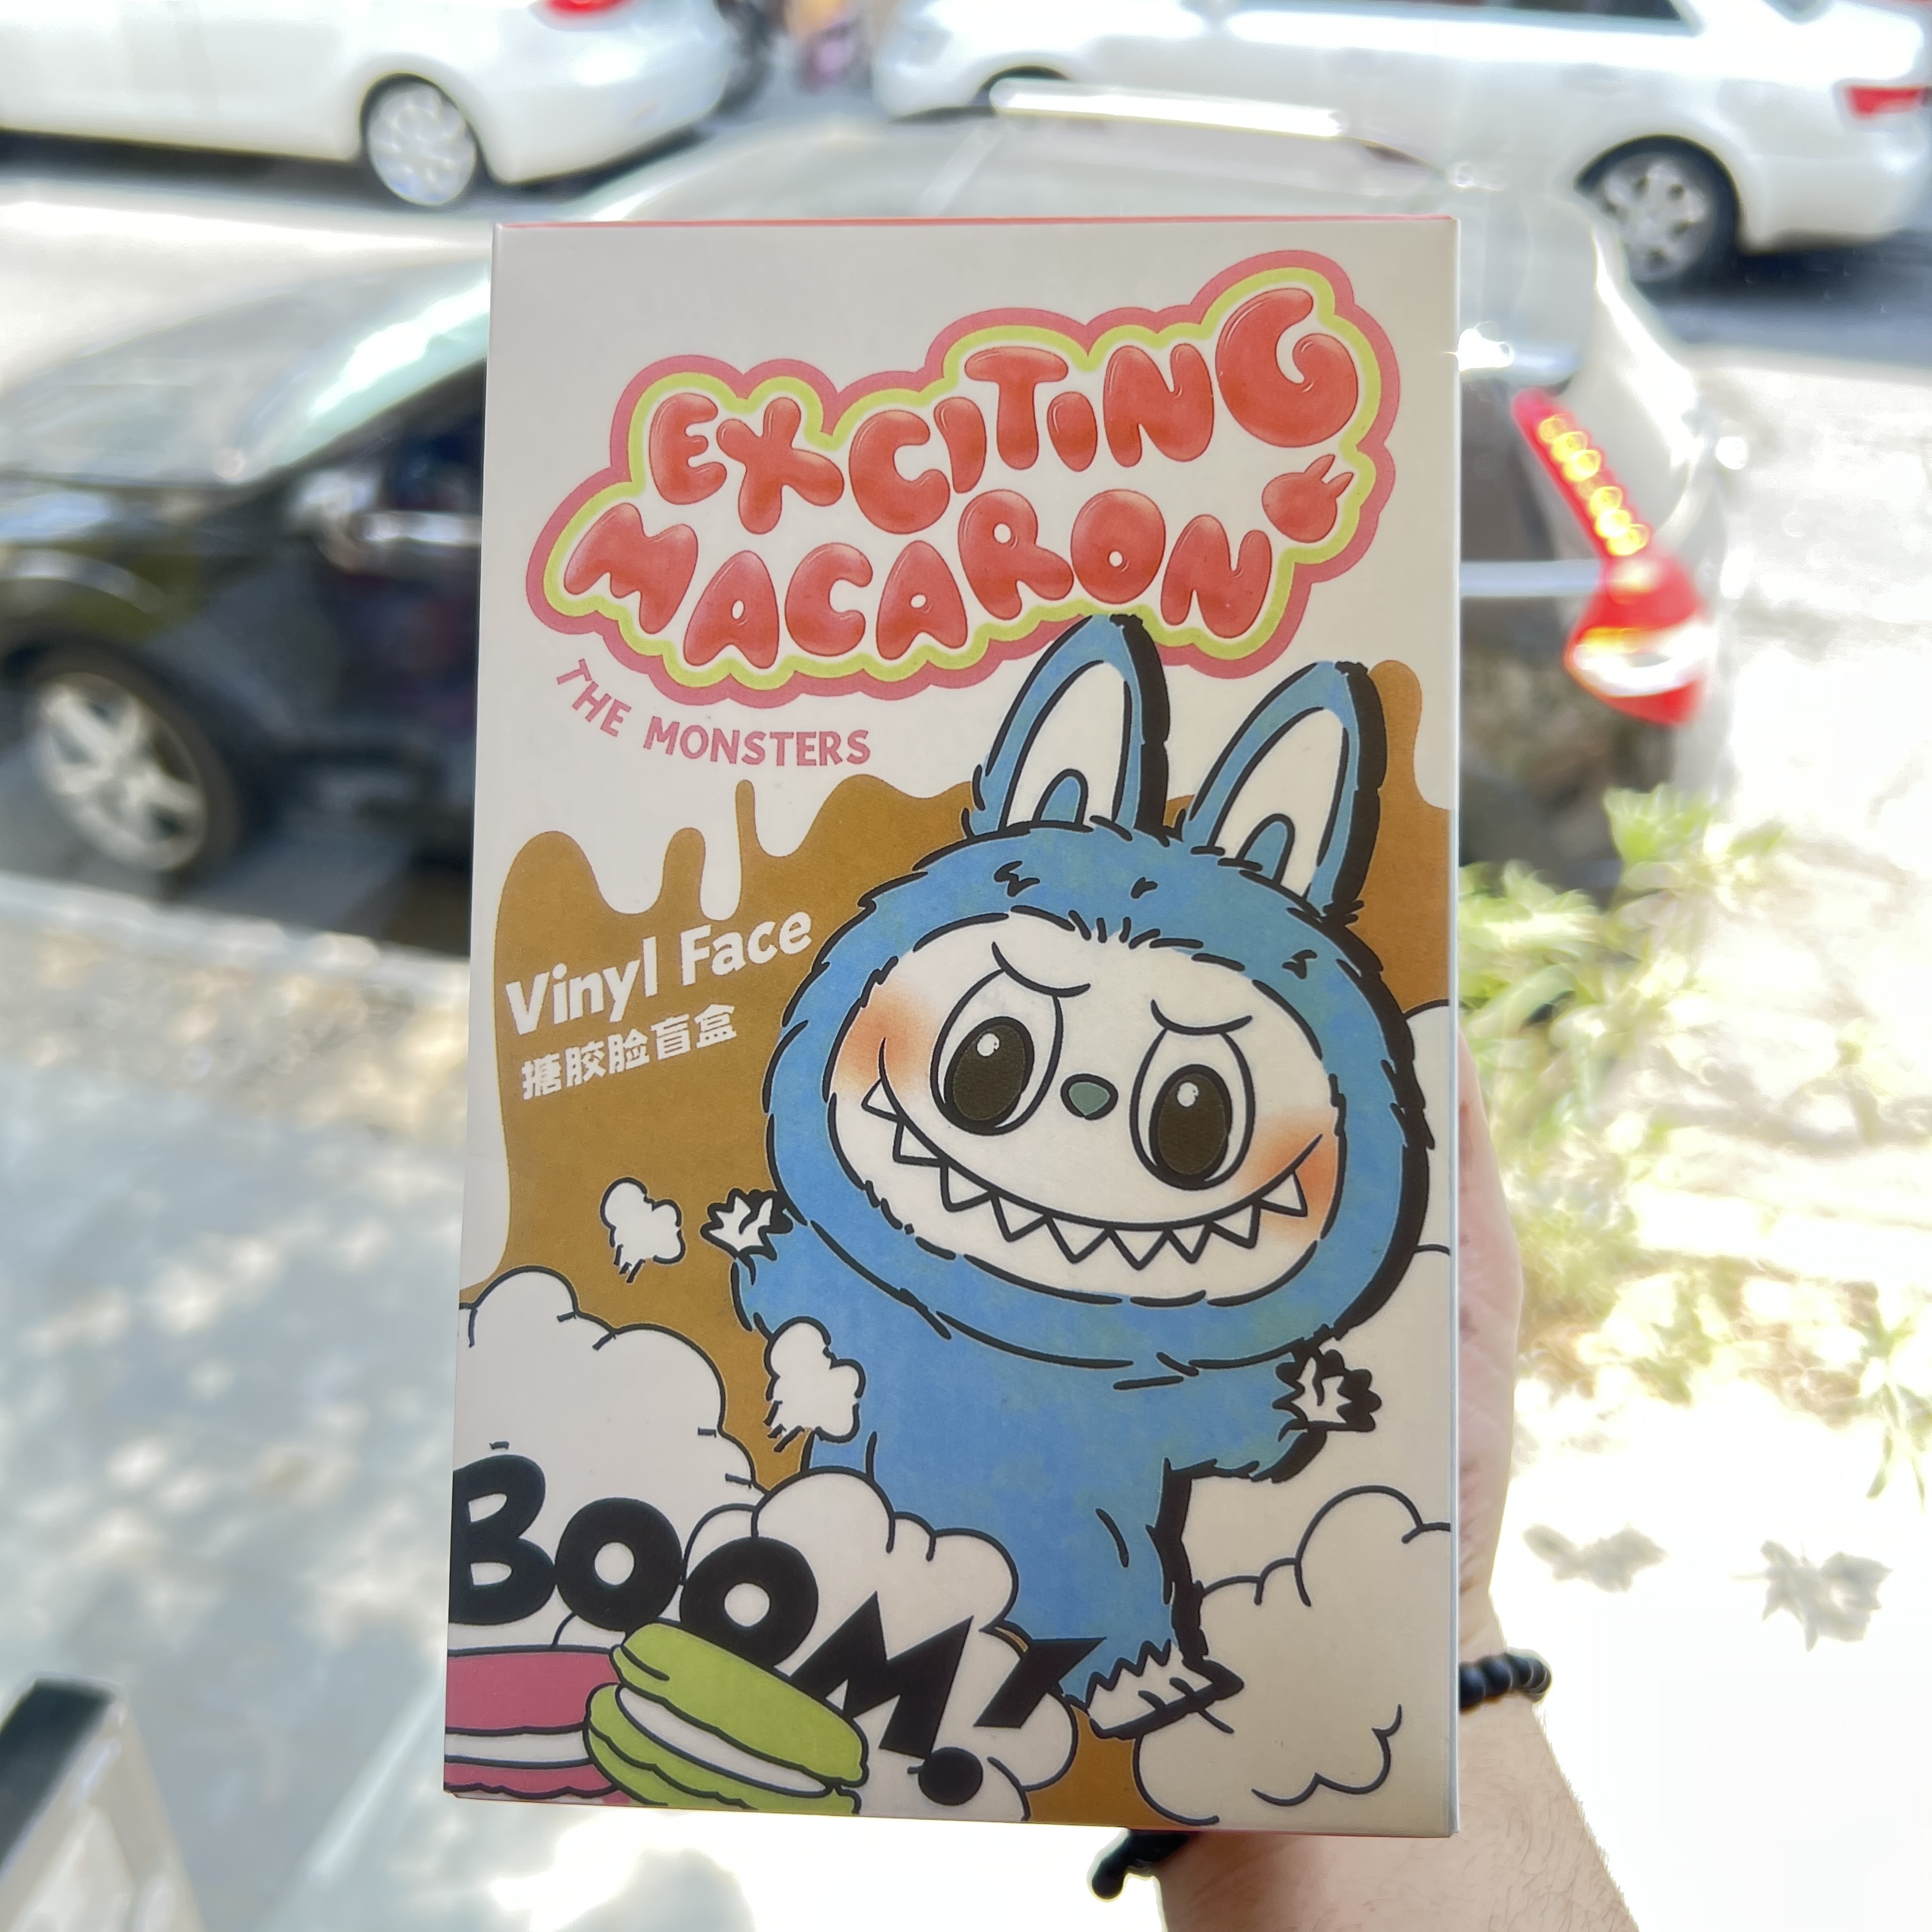 EXCITING
MACARON
THE MONSTERS
Vinyl Face
搪胶脸盲盒
BOOM!